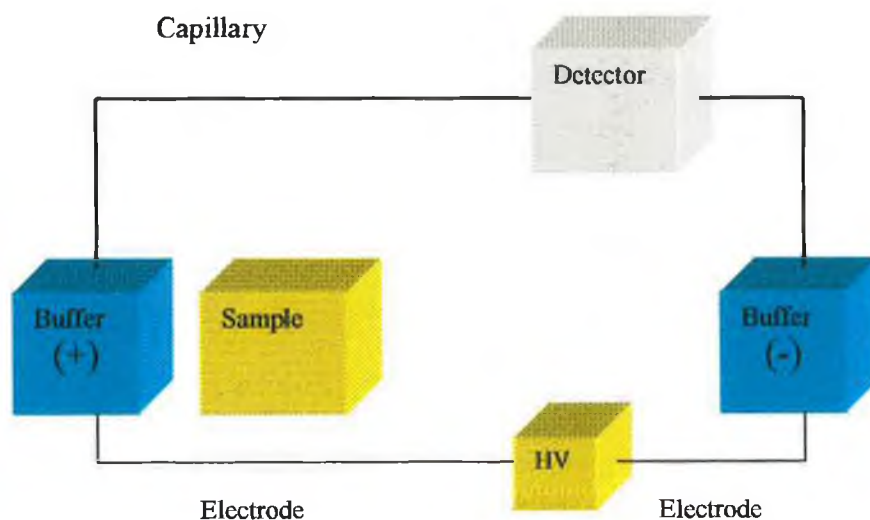 Capillary
Detector
Buffer
(+)
Sample
Buffer
(-)
HV
Electrode
Electrode